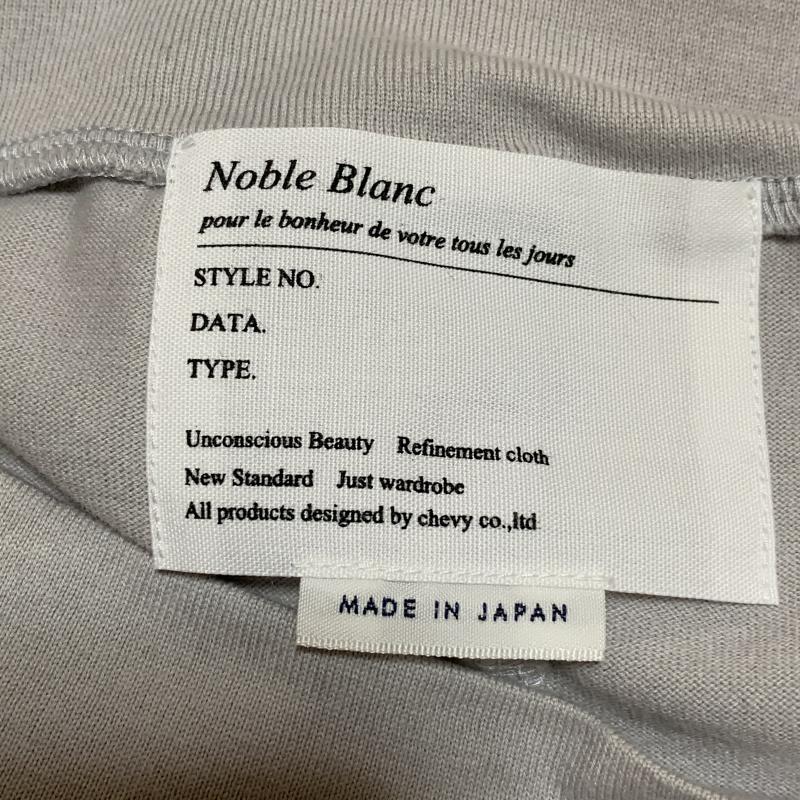 Noble Blanc
pour le bonheur de votre tous les jours
STYLE NO.
DATA.
TYPE.
Unconscious Beauty Refinement cloth
New Standard Just wardrobe
All products designed by chevy co.,ltd
MADE IN JAPAN